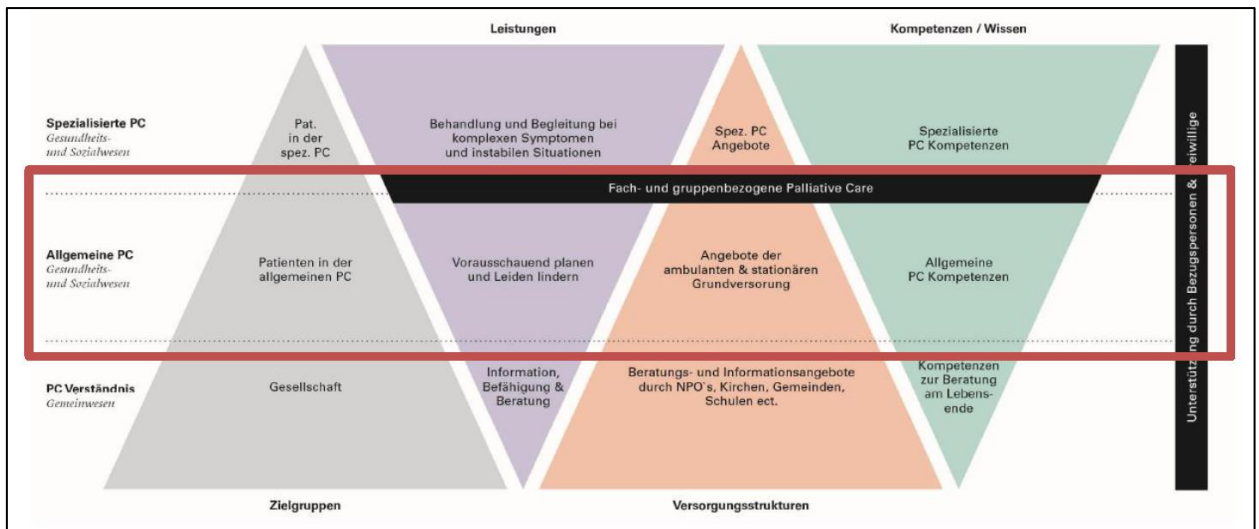 Leistungen
Kompetenzen / Wissen
Spezialisierte PC
Gesundheits-
und Sozialwesen
Pat.
in der
spez. PC
Behandlung und Begleitung bei
komplexen Symptomen
und instabilen Situationen
Spez. PC
Angebote
Spezialisierte
PC Kompetenzen
Fach- und gruppenbezogene Palliative Care
Allgemeine PC
Gesundheits-
und Sozialwesen
Patienten in der
allgemeinen PC
Vorausschauend planen
und Leiden lindern
Angebote der
ambulanten & stationären
Grundversorung
Allgemeine
PC Kompetenzen
PC Verständnis
Gemeinwesen
Gesellschaft
Information,
Befähigung &
Beratung
Beratungs- und Informationsangebote
durch NPO`s, Kirchen, Gemeinden,
Schulen ect.
Kompetenzen
zur Beratung
am Lebens-
ende
Zielgruppen
Versorgungsstrukturen
Unterstützung durch Bezugspersonen & reiwillige